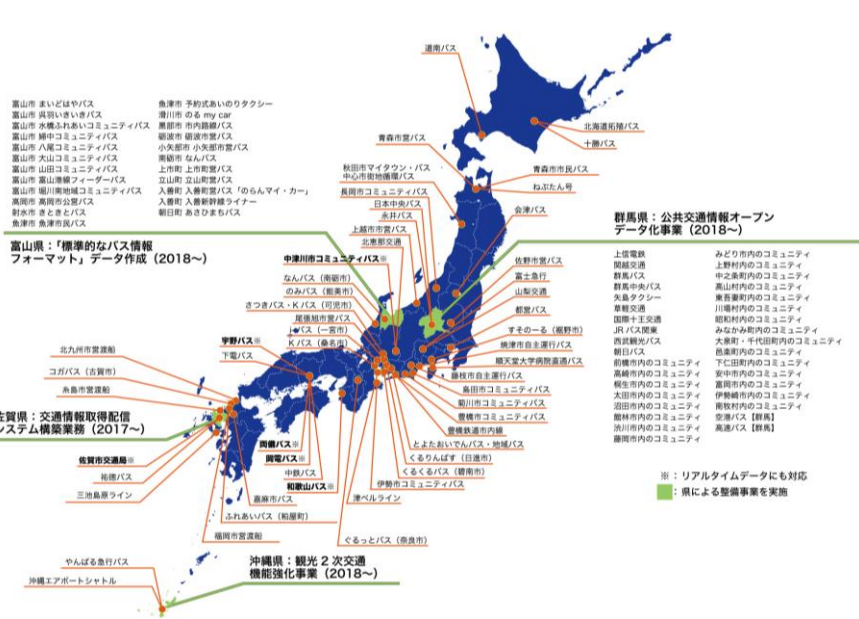 道南バス
北海道拓殖バス
十勝バス
青森市営バス
青森市市民バス
ねぶたん号
秋田市マイタウン・バス
中心市街地循環バス
長岡市コミュニティバス
日本中央バス
永井バス
上越市市営バス
北恵那交通
中津川市コミュニティバス※
会津バス
富山市 まいどはやバス
富山市 呉羽いきいきバス
富山市 水橋ふれあいコミュニティバス
富山市 婦中コミュニティバス
富山市 八尾コミュニティバス
富山市 大山コミュニティバス
富山市 山田コミュニティバス
富山市 富山港線フィーダーバス
富山市 堀川南地域コミュニティバス
高岡市 高岡市公営バス
射水市 きときとバス
魚津市 魚津市民バス
魚津市 予約式あいのりタクシー
滑川市 のる my car
黒部市 市内路線バス
砺波市 砺波市営バス
小矢部市 小矢部市営バス
南砺市 なんバス
上市町 上市町営バス
立山町 立山町営バス
入善町 入善町営バス「のらんマイ・カー」
入善町 入善新幹線ライナー
朝日町 あさひまちバス
富山県：「標準的なバス情報
フォーマット」データ作成（2018～）
群馬県：公共交通情報オープン
データ化事業（2018～）
上信電鉄
関越交通
群馬バス
群馬中央バス
矢島タクシー
草軽交通
国際十王交通
JR バス関東
西武観光バス
朝日バス
前橋市内のコミュニティ
高崎市内のコミュニティ
桐生市内のコミュニティ
太田市内のコミュニティ
沼田市内のコミュニティ
館林市内のコミュニティ
渋川市内のコミュニティ
藤岡市内のコミュニティ
みどり市内のコミュニティ
上野村内のコミュニティ
中之条町内のコミュニティ
高山村内のコミュニティ
東吾妻町内のコミュニティ
川場村内のコミュニティ
昭和村内のコミュニティ
みなかみ町内のコミュニティ
大泉町・千代田町内のコミュニティ
邑楽町内のコミュニティ
下仁田町内のコミュニティ
安中市内のコミュニティ
富岡市内のコミュニティ
伊勢崎市内のコミュニティ
南牧村内のコミュニティ
空港バス【群馬】
高速バス【群馬】
なんバス（南砺市）
のみバス（能美市）
さつきバス・K バス（可児市）
尾張旭市営バス
i-バス（一宮市）
K バス（桑名市）
宇野バス※
下電バス
佐野市営バス
富士急行
山梨交通
都営バス
すそのーる（裾野市）
焼津市自主運行バス
順天堂大学病院直通バス
藤枝市自主運行バス
島田市コミュニティバス
菊川市コミュニティバス
豊橋市コミュニティバス
豊橋鉄道市内線
とよたおいでんバス・地域バス
くるりんばす（日進市）
くるくるバス（碧南市）
伊勢市コミュニティバス
津ベルライン
ぐるっとバス（奈良市）
北九州市営渡船
コガバス（古賀市）
糸島市営渡船
佐賀県：交通情報取得配信
システム構築業務（2017～）
佐賀市交通局※
祐徳バス
三池島原ライン
両備バス※
岡電バス※
中鉄バス
和歌山バス※
嘉麻市バス
ふれあいバス（粕屋町）
福岡市営渡船
やんばる急行バス
沖縄エアポートシャトル
沖縄県：観光 2 次交通
機能強化事業（2018～）
※：リアルタイムデータにも対応
：県による整備事業を実施